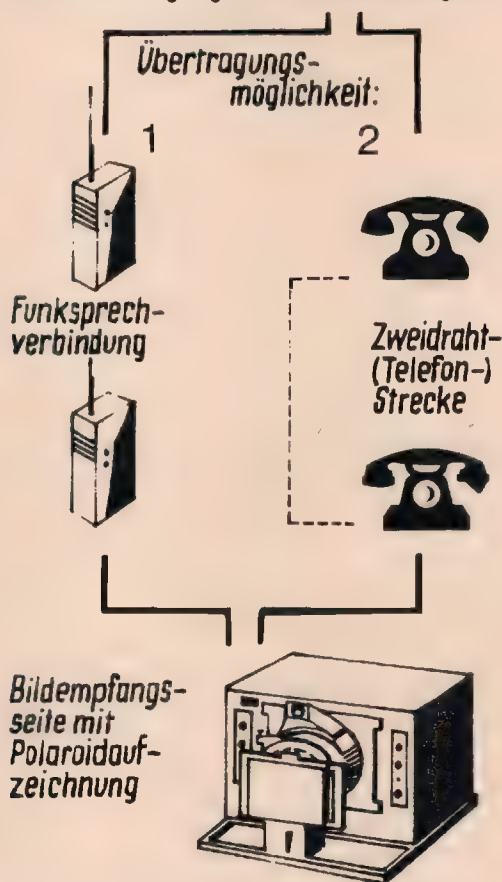 Übertragungs-
möglichkeit:
1
2
Funksprech-
verbindung
Zweidraht-
(Telefon-)
Strecke
Bildempfangs-
seite mit
Polaroidauf-
zeichnung